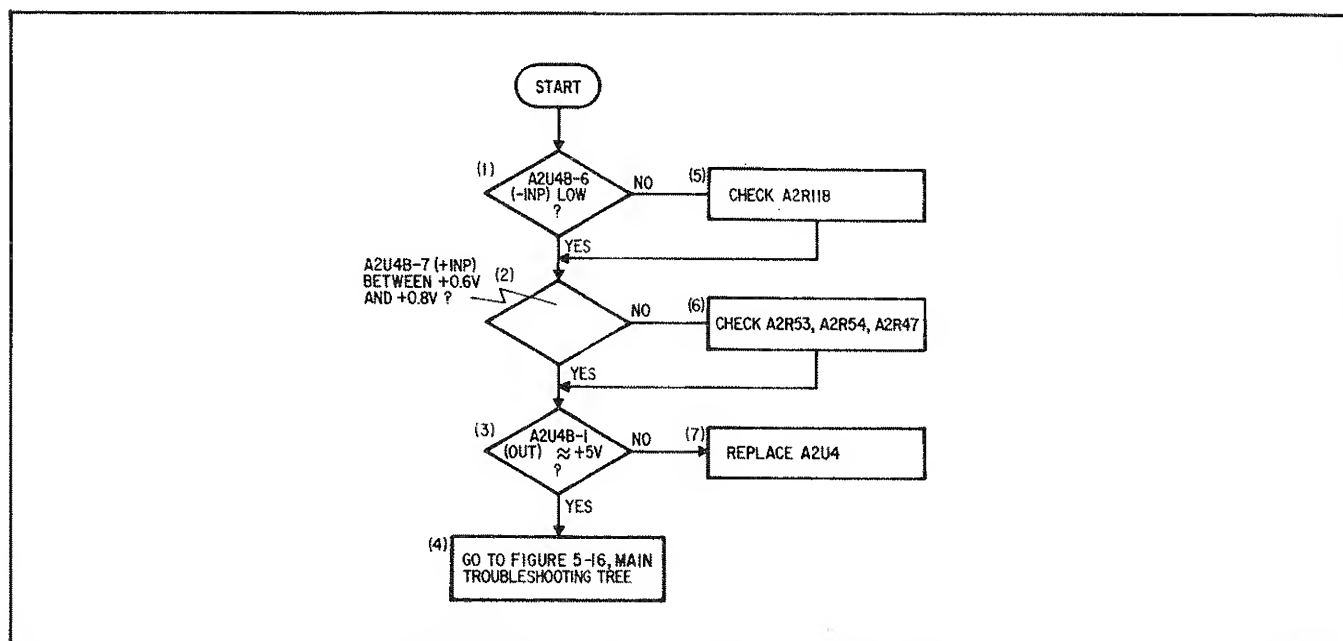 START
(1)
A2U4B-6
(-INP) LOW
?
NO
(5)
CHECK A2R118
YES
A2U4B-7 (+INP)
BETWEEN +0.6V
AND +0.8V ?
(2)
NO
(6)
CHECK A2R53, A2R54, A2R47
YES
(3)
A2U4B-1
(OUT) ≈ +5V
?
NO
(7)
REPLACE A2U4
YES
(4)
GO TO FIGURE 5-16, MAIN
TROUBLESHOOTING TREE